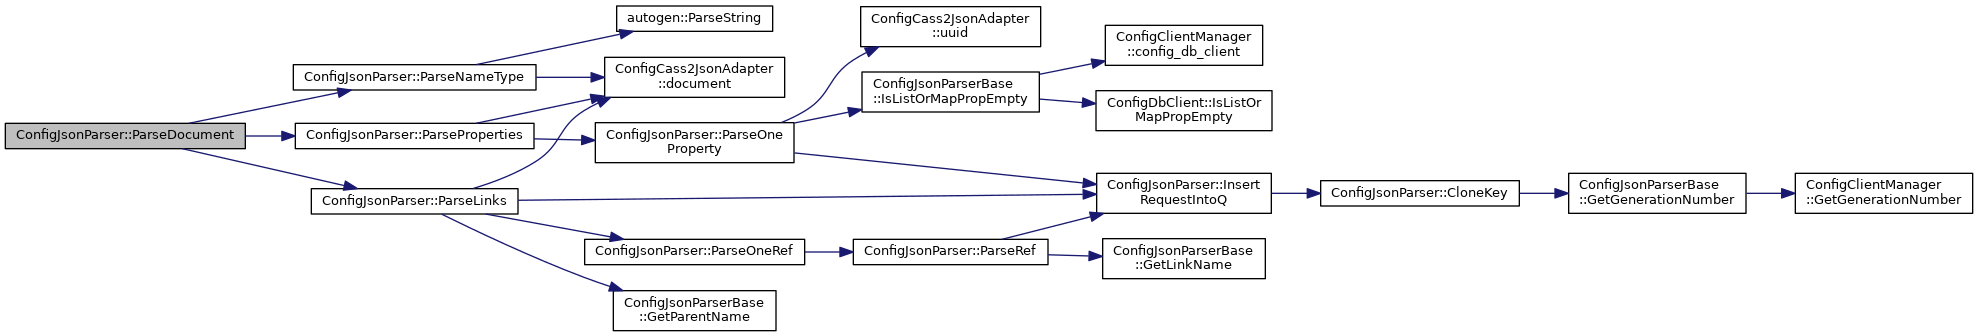 ConfigJsonParser::ParseDocument
ConfigJsonParser::ParseNameType
ConfigJsonParser::ParseProperties
ConfigJsonParser::ParseLinks
autogen::ParseString
ConfigCass2JsonAdapter
::document
ConfigJsonParser::ParseOne
Property
ConfigJsonParser::ParseOneRef
ConfigJsonParserBase
::GetParentName
ConfigCass2JsonAdapter
::uuid
ConfigJsonParserBase
::IsListOrMapPropEmpty
ConfigJsonParser::ParseRef
ConfigClientManager
::config_db_client
ConfigDbClient::IsListOr
MapPropEmpty
ConfigJsonParser::Insert
RequestIntoQ
ConfigJsonParserBase
::GetLinkName
ConfigJsonParser::CloneKey
ConfigJsonParserBase
::GetGenerationNumber
ConfigClientManager
::GetGenerationNumber